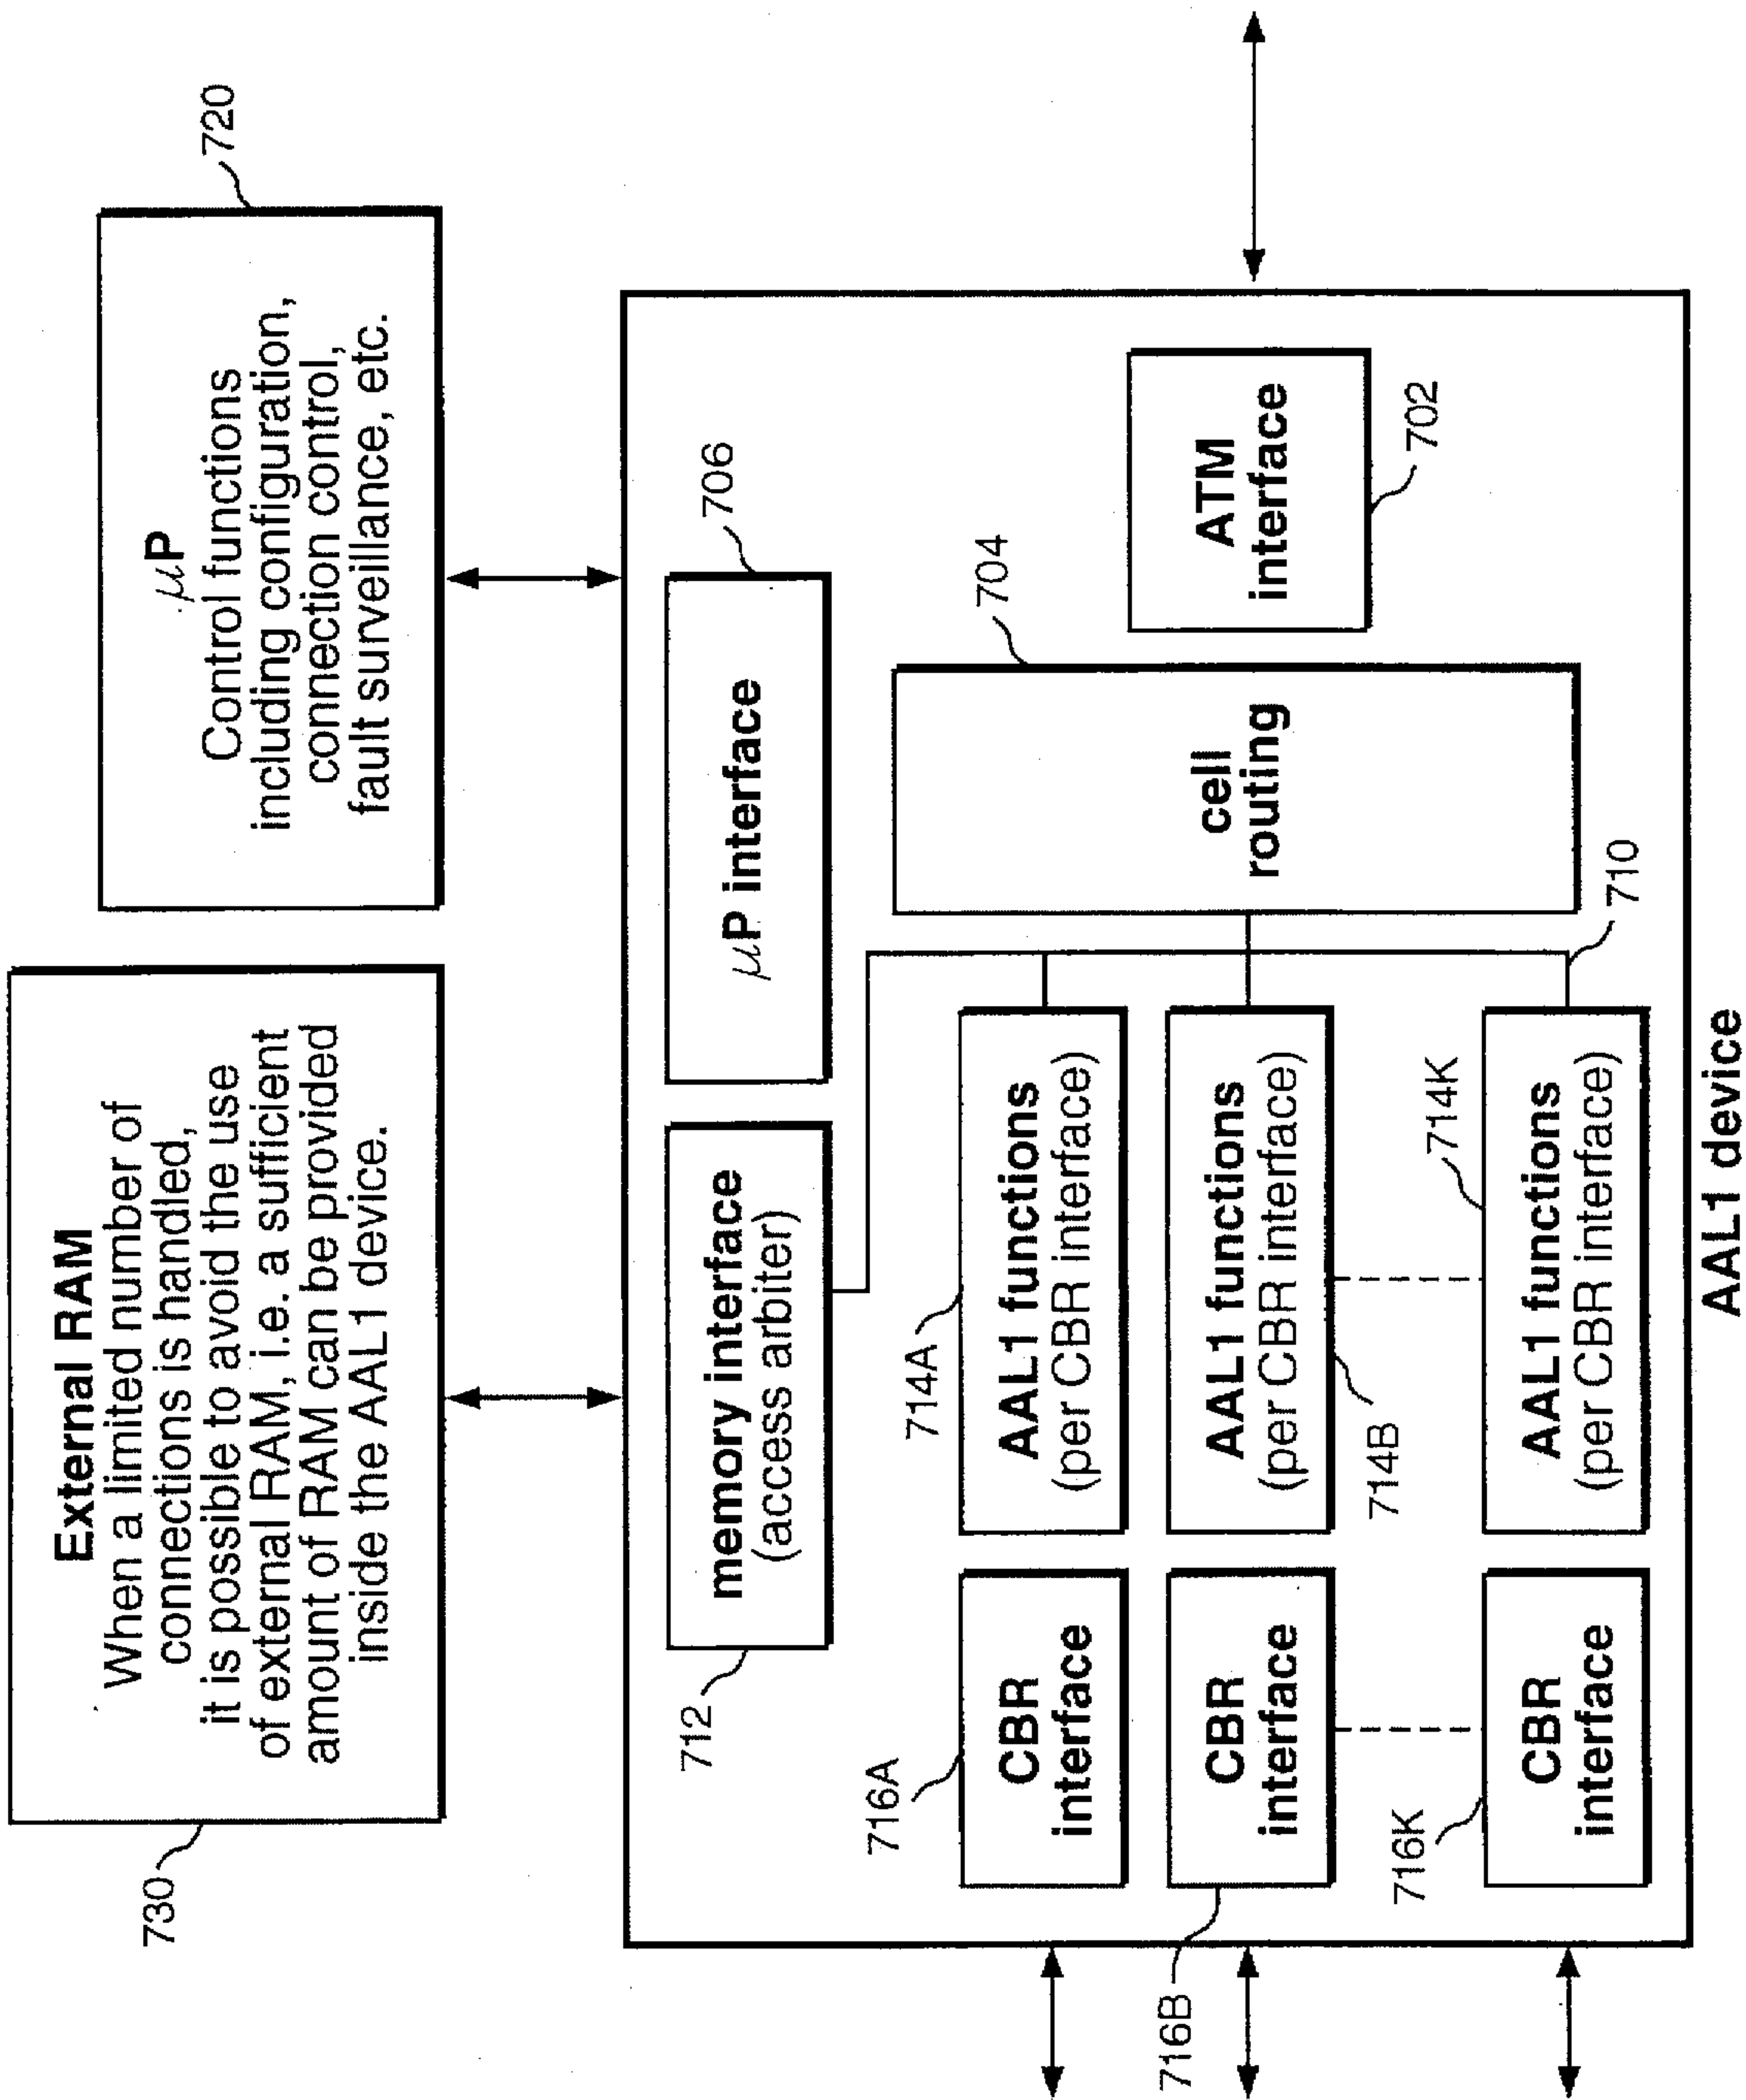 External RAM
When a limited number of
connections is handled,
it is possible to avoid the use
of external RAM, i.e. a sufficient
amount of RAM can be provided
inside the AAL1 device.
730
μP
Control functions
including configuration,
connection control,
fault surveillance, etc.
720
memory interface
(access arbiter)
712
μP interface
706
716A
CBR
interface
714A
AAL1 functions
(per CBR interface)
704
cell
routing
ATM
interface
702
716B
CBR
interface
AAL1 functions
(per CBR interface)
714B
710
716K
CBR
interface
714K
AAL1 functions
(per CBR interface)
AAL1 device